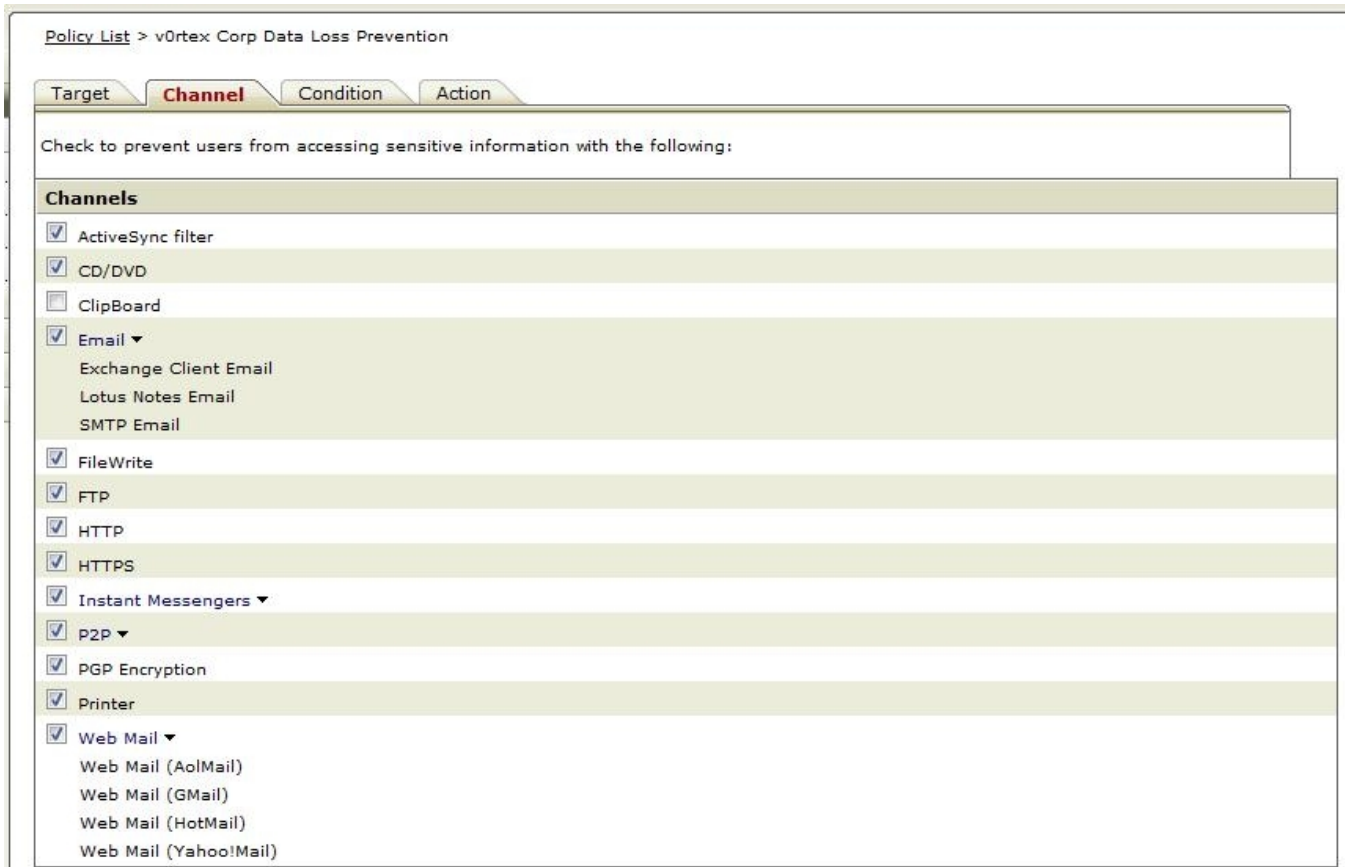 Policy List > v0rtex Corp Data Loss Prevention
Target Channel Condition Action
Check to prevent users from accessing sensitive information with the following:
Channels
ActiveSync filter
CD/DVD
ClipBoard
Email
Exchange Client Email
Lotus Notes Email
SMTP Email
FileWrite
FTP
HTTP
HTTPS
Instant Messengers
P2P
PGP Encryption
Printer
Web Mail
Web Mail (AolMail)
Web Mail (GMail)
Web Mail (HotMail)
Web Mail (Yahoo!Mail)